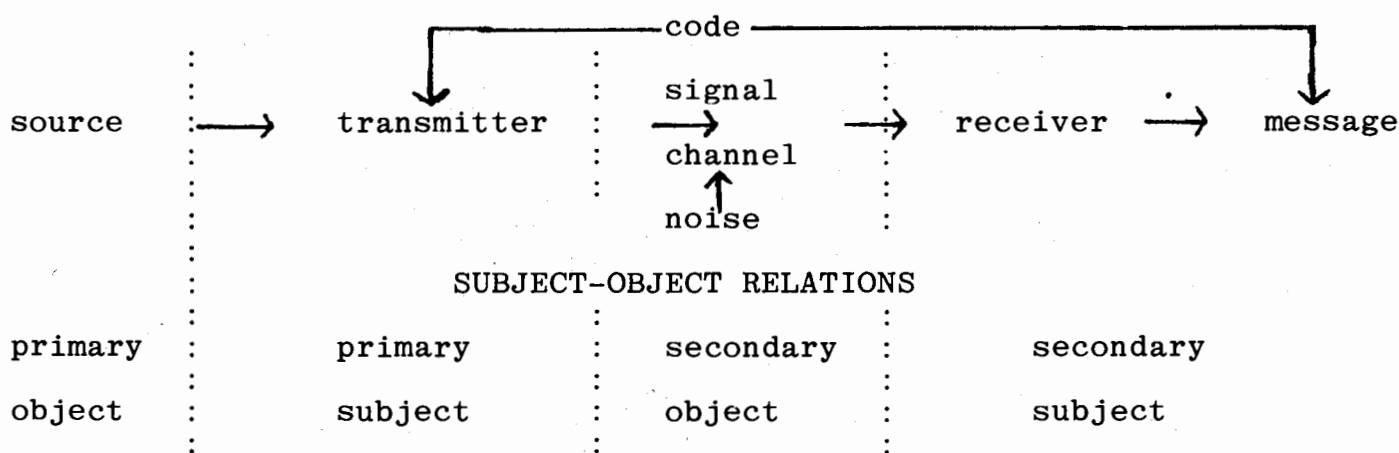 code
signal
source transmitter receiver message
channel
noise
SUBJECT-OBJECT RELATIONS
primary primary secondary secondary
object subject object subject